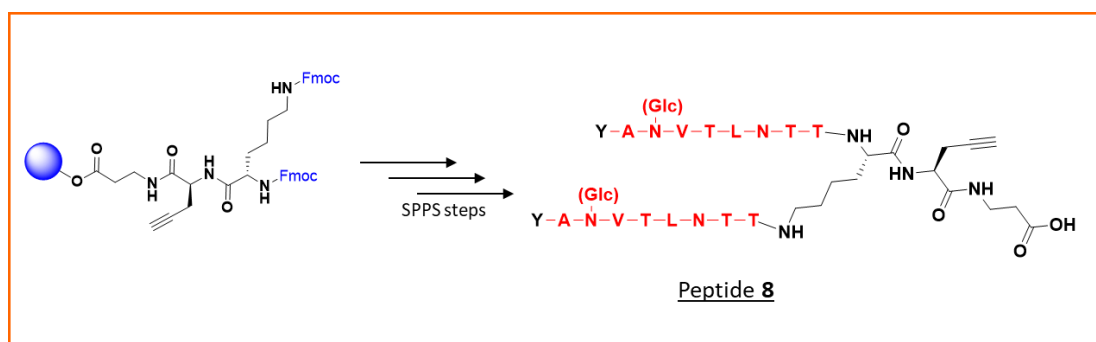 Fmoc
HN
O
O
H
N
O
N
H
O
N
H
Fmoc
SPPS steps
(Glc)
Y-A-N-V-T-L-N-T-T
NH
O
HN
O
NH
O
OH
(Glc)
Y-A-N-V-T-L-N-T-T
NH
Peptide 8